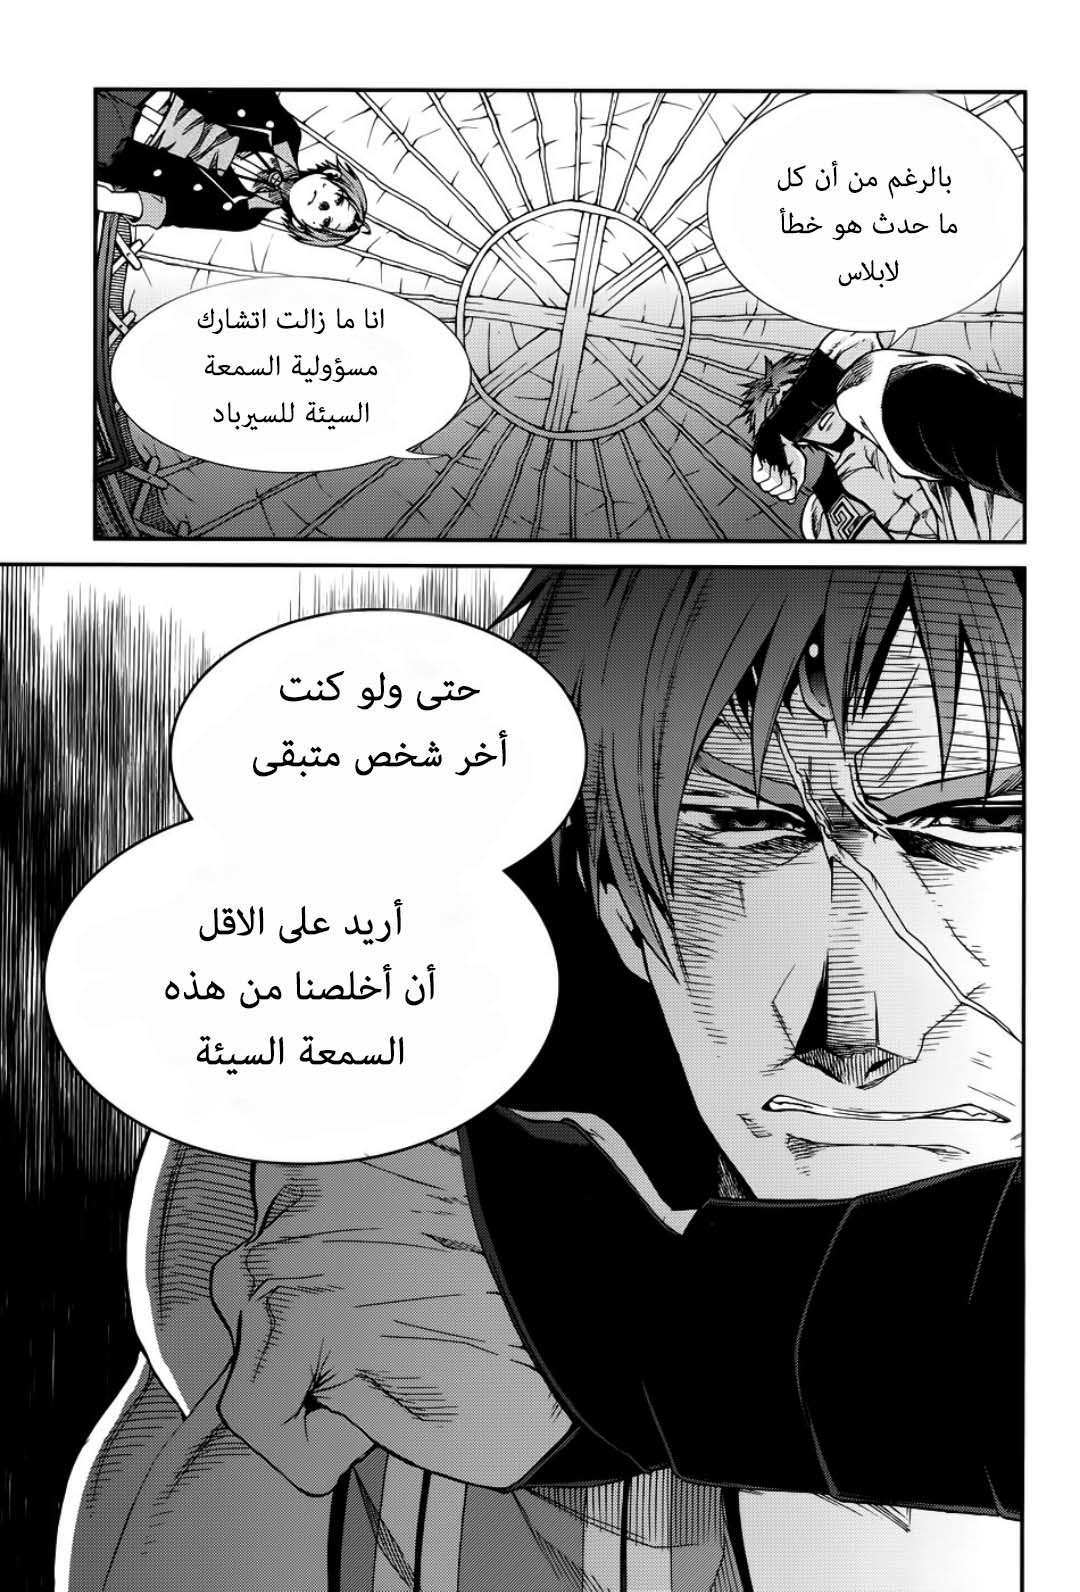 بالرغم من أن كل
ما حدث هو خطأ
لابلاس
انا ما زالت اتشارك
مسؤولية السمعة
السيئة للسيرباد
حتى ولو كنت
أخر شخص متبقى
أريد على الاقل
أن أخلصنا من هذه
السمعة السيئة